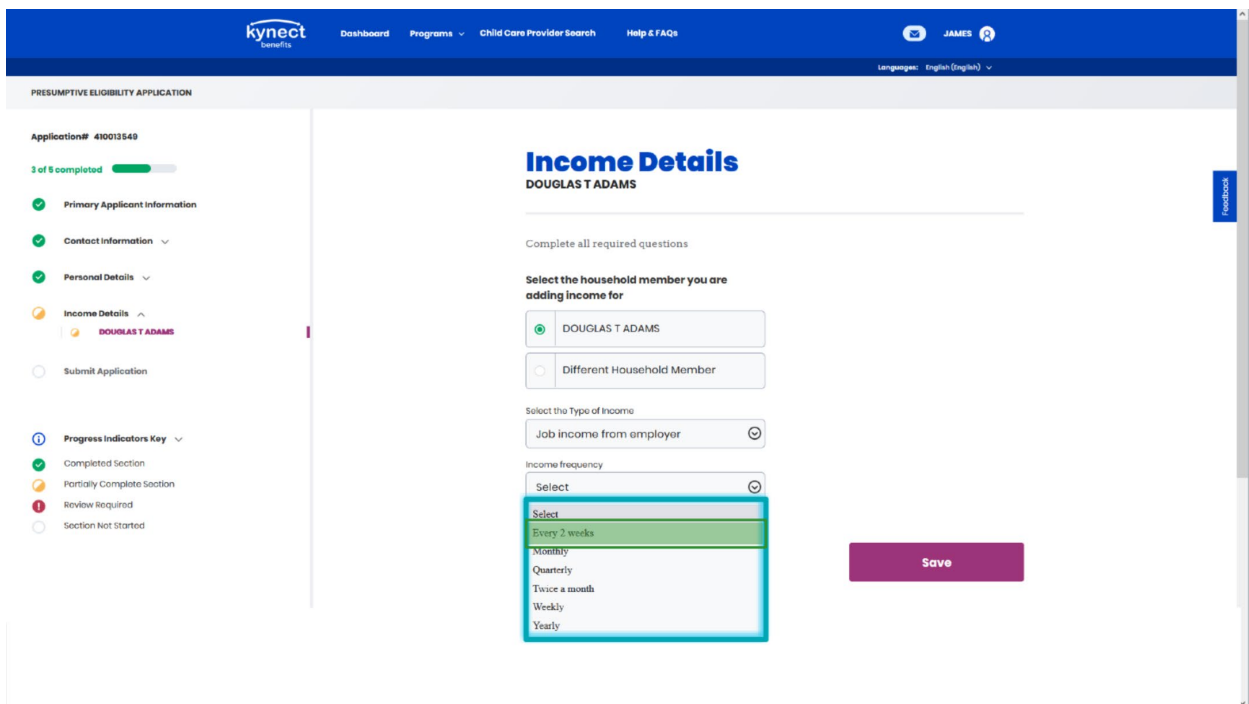 kynect
benefits
Dashboard
Programs
Child Care Provider Search
Help & FAQs
JAMES
Languages: English (English)
PRESUMPTIVE ELIGIBILITY APPLICATION
Application# 410013549
3 of 5 completed
Primary Applicant Information
Contact Information
Personal Details
Income Details
DOUGLAS T ADAMS
Submit Application
Progress Indicators Key
Completed Section
Partially Complete Section
Review Required
Section Not Started
Income Details
DOUGLAS T ADAMS
Complete all required questions
Select the household member you are
adding income for
DOUGLAS T ADAMS
Different Household Member
Select the Type of Income
Job income from employer
Income frequency
Select
Select
Every 2 weeks
Monthly
Quarterly
Twice a month
Weekly
Yearly
Save
Feedback